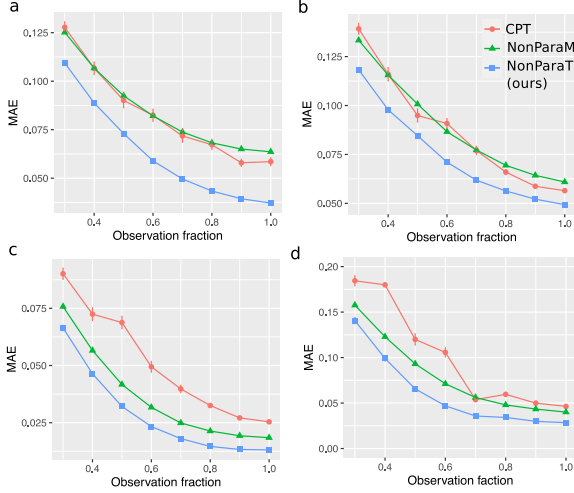 a
0,125
0,100
0,075
0,050
MAE
0.4
0.6
0.8
1.0
Observation fraction
b
0,125
0,100
0,075
0,050
MAE
0.4
0.6
0.8
1.0
Observation fraction
CPT
NonParaM
NonParaT
(ours)
c
0,075
0,050
0,025
MAE
0.4
0.6
0.8
1.0
Observation fraction
d
0,20
0,15
0,10
0,05
0,00
MAE
0.4
0.6
0.8
1.0
Observation faction